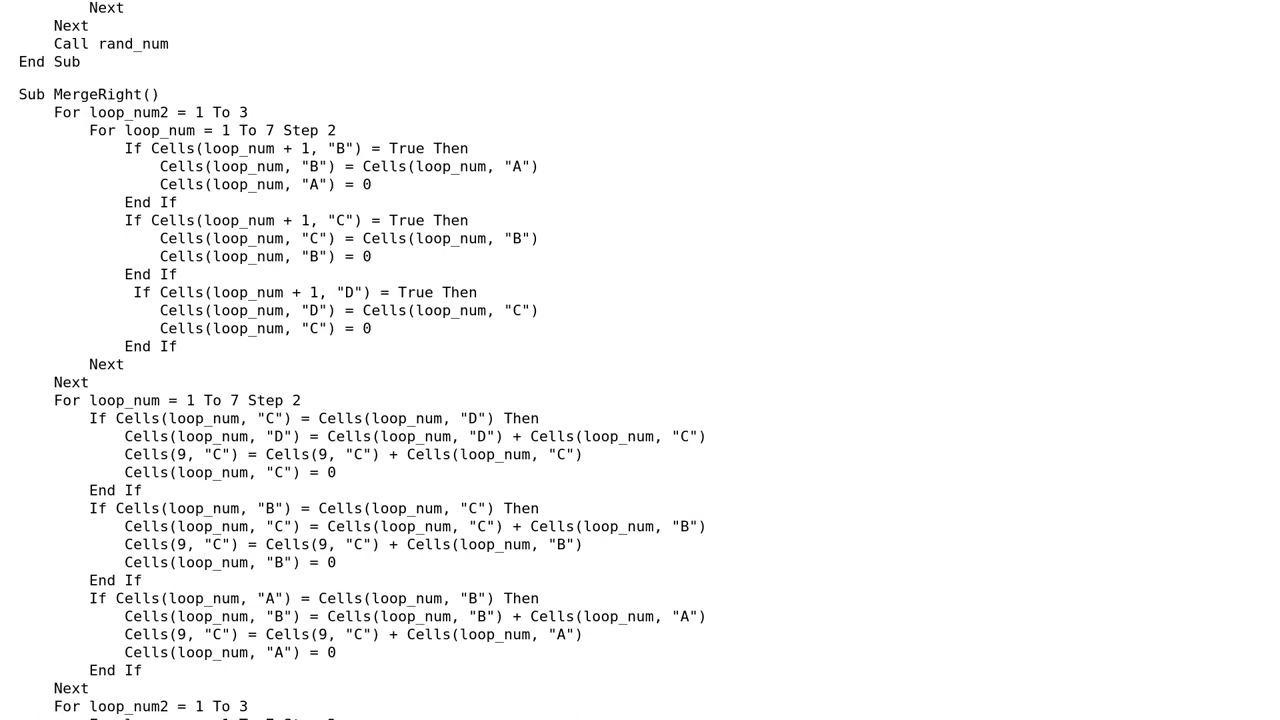 Next
    Next
    Call rand_num
End Sub

Sub MergeRight()
    For loop_num2 = 1 To 3
        For loop_num = 1 To 7 Step 2
            If Cells(loop_num + 1, "B") = True Then
                Cells(loop_num, "B") = Cells(loop_num, "A")
                Cells(loop_num, "A") = 0
            End If
            If Cells(loop_num + 1, "C") = True Then
                Cells(loop_num, "C") = Cells(loop_num, "B")
                Cells(loop_num, "B") = 0
            End If
             If Cells(loop_num + 1, "D") = True Then
                Cells(loop_num, "D") = Cells(loop_num, "C")
                Cells(loop_num, "C") = 0
            End If
        Next
    Next
    For loop_num = 1 To 7 Step 2
        If Cells(loop_num, "C") = Cells(loop_num, "D") Then
            Cells(loop_num, "D") = Cells(loop_num, "D") + Cells(loop_num, "C")
            Cells(9, "C") = Cells(9, "C") + Cells(loop_num, "C")
            Cells(loop_num, "C") = 0
        End If
        If Cells(loop_num, "B") = Cells(loop_num, "C") Then
            Cells(loop_num, "C") = Cells(loop_num, "C") + Cells(loop_num, "B")
            Cells(9, "C") = Cells(9, "C") + Cells(loop_num, "B")
            Cells(loop_num, "B") = 0
        End If
        If Cells(loop_num, "A") = Cells(loop_num, "B") Then
            Cells(loop_num, "B") = Cells(loop_num, "B") + Cells(loop_num, "A")
            Cells(9, "C") = Cells(9, "C") + Cells(loop_num, "A")
            Cells(loop_num, "A") = 0
        End If
    Next
    For loop_num2 = 1 To 3